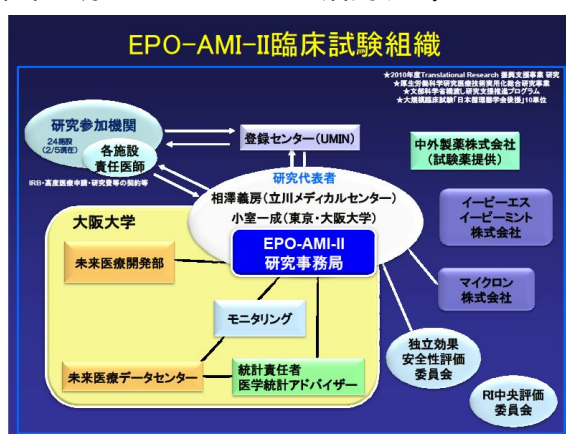 EPO-AMI-II臨床試験組織
★2010年度Translational Research 振興支援事業 研究
★厚生労働科学研究医療技術実用化総合研究事業
★文部科学省橋渡し研究支援推進プログラム
★大規模臨床試験「日本循環器学会後援」10単位
研究参加機関
24施設
(2/5現在)
各施設
責任医師
IRB・高度医療申請・研究費等の契約等
登録センター(UMIN)
中外製薬株式会社
(試験薬提供)
研究代表者
相澤義房(立川メディカルセンター)
小室一成(東京・大阪大学)
EPO-AMI-II
研究事務局
イーピーエス
イーピーミント
株式会社
マイクロン
株式会社
大阪大学
未来医療開発部
モニタリング
未来医療データセンター
統計責任者
医学統計アドバイザー
独立効果
安全性評価
委員会
RI中央評価
委員会